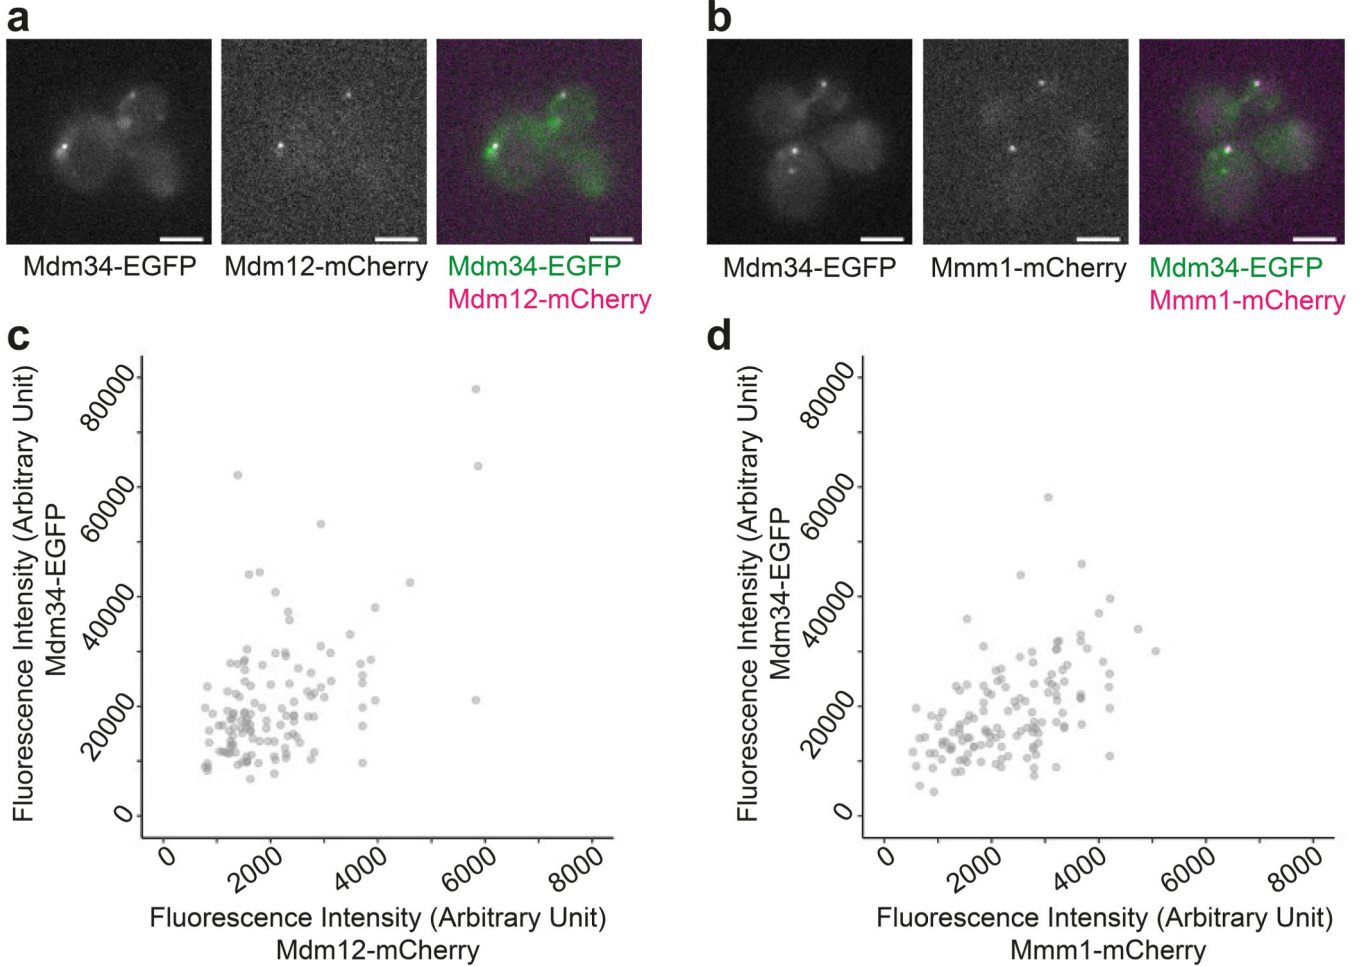 a
b
Mdm34-EGFP
Mdm12-mCherry
Mdm34-EGFP
Mdm12-mCherry
Mdm34-EGFP
Mmm1-mCherry
Mdm34-EGFP
Mmm1-mCherry
c
Fluorescence Intensity (Arbitrary Unit)
Mdm34-EGFP
80000
60000
40000
20000
0
0
2000
4000
6000
8000
Fluorescence Intensity (Arbitrary Unit)
Mdm12-mCherry
d
Fluorescence Intensity (Arbitrary Unit)
Mdm34-EGFP
80000
60000
40000
20000
0
0
2000
4000
6000
8000
Fluorescence Intensity (Arbitrary Unit)
Mmm1-mCherry